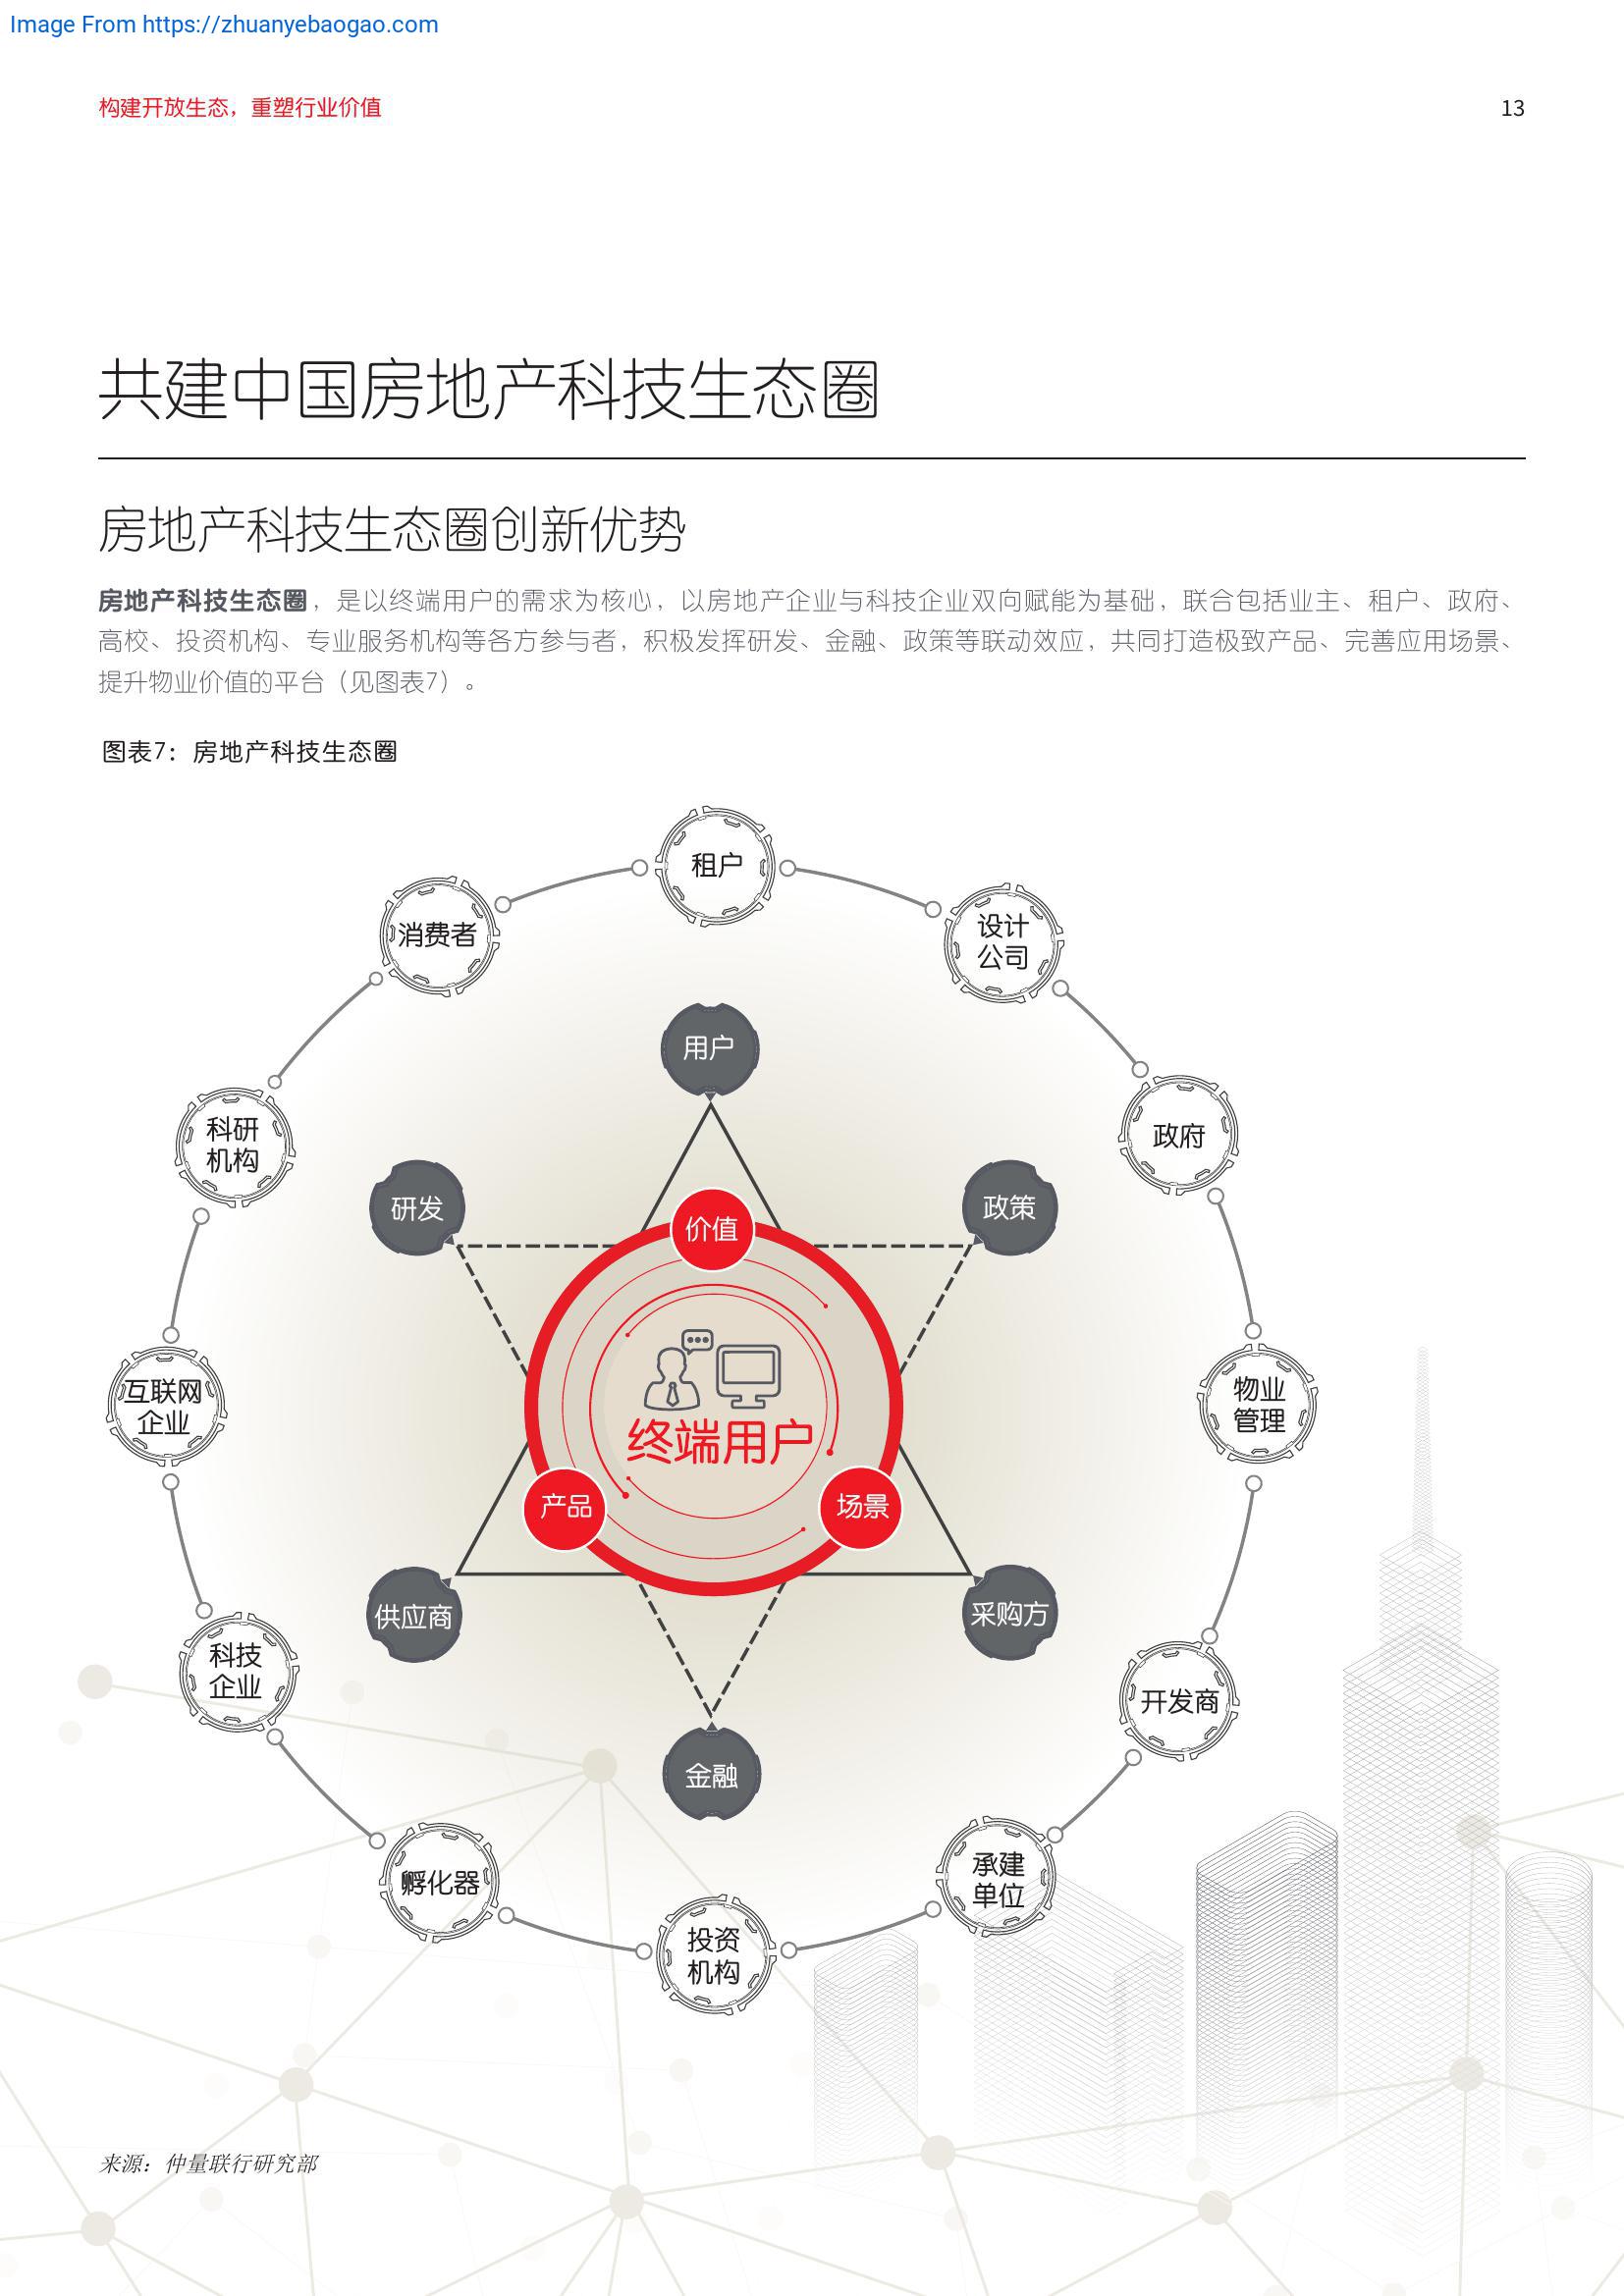 Image From https://zhuanyebaogao.com
构建开放生态，重塑行业价值
13
共建中国房地产科技生态圈
房地产科技生态圈创新优势
房地产科技生态圈，是以终端用户的需求为核心，以房地产企业与科技企业双向赋能为基础，联合包括业主、租户、政府、
高校、投资机构、专业服务机构等各方参与者，积极发挥研发、金融、政策等联动效应，共同打造极致产品、完善应用场景、
提升物业价值的平台（见图表7）。
图表7：房地产科技生态圈
租户
消费者
设计
公司
用户
科研
机构
政府
研发
政策
价值
互联网
企业
终端用户
物业
管理
产品
场景
供应商
采购方
科技
企业
开发商
金融
孵化器
承建
单位
投资
机构
来源：仲量联行研究部